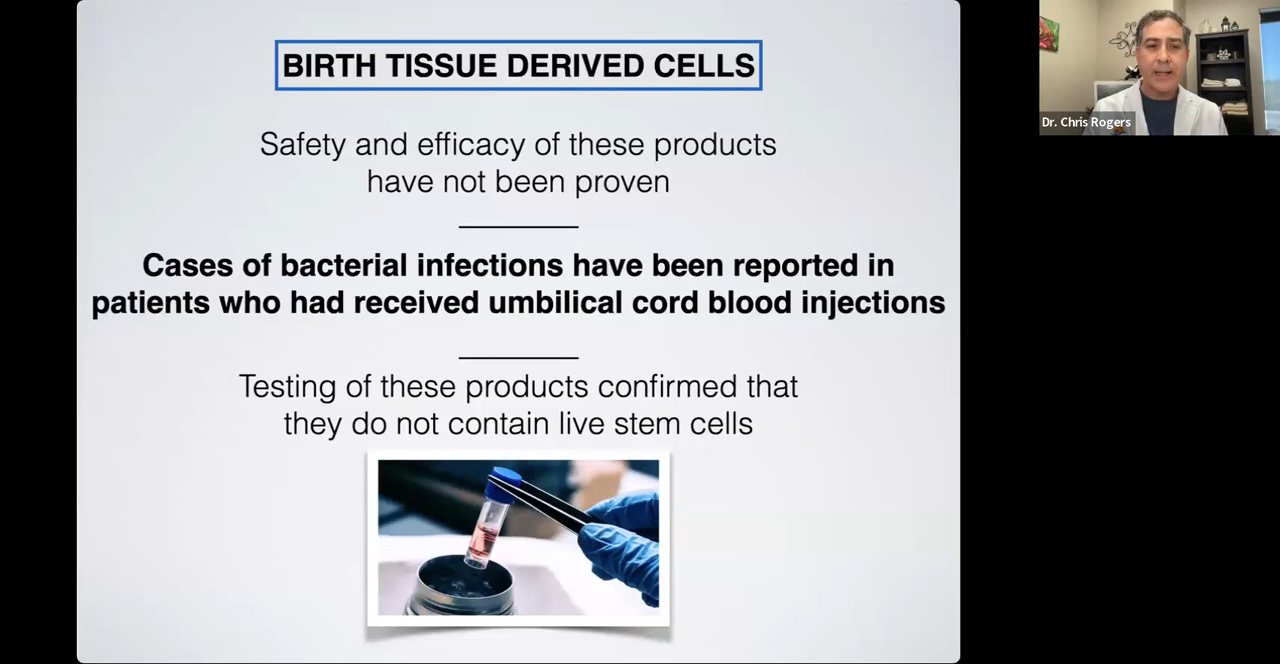 BIRTH TISSUE DERIVED CELLS
Safety and efficacy of these products
have not been proven
Cases of bacterial infections have been reported in
patients who had received umbilical cord blood injections
Testing of these products confirmed that
they do not contain live stem cells
Dr. Chris Rogers